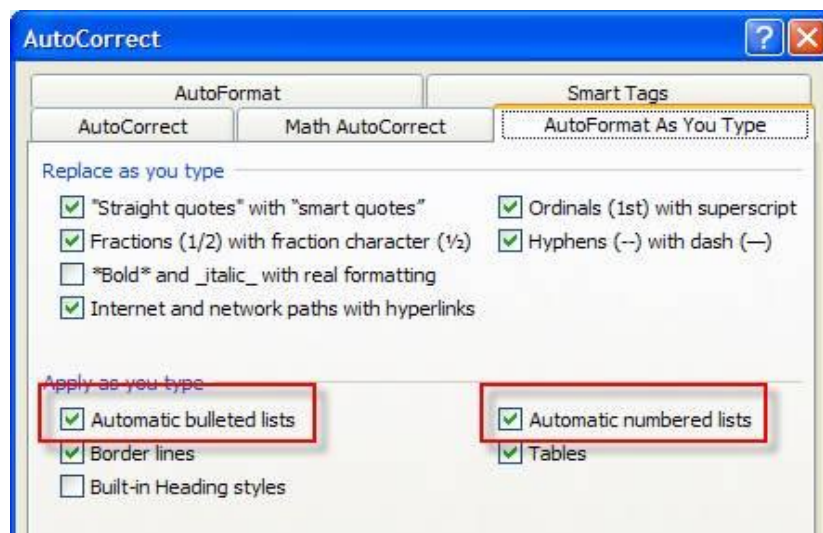 AutoCorrect
AutoFormat Smart Tags
AutoCorrect Math AutoCorrect AutoFormat As You Type
Replace as you type
"Straight quotes" with “smart quotes” Ordinals (1st) with superscript
Fractions (1/2) with fraction character (½) Hyphens (--) with dash (—)
*Bold* and _italic_ with real formatting
Internet and network paths with hyperlinks
Apply as you type
Automatic bulleted lists Automatic numbered lists
Border lines Tables
Built-in Heading styles